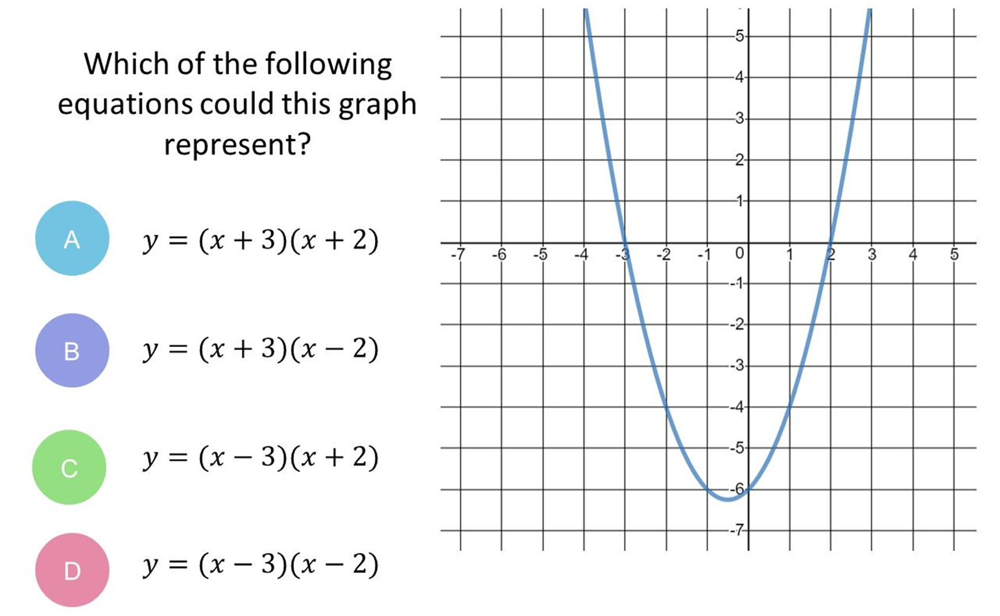 Which of the following
equations could this graph
represent?
A y = (x + 3)(x + 2)
B y = (x + 3)(x − 2)
C y = (x − 3)(x + 2)
D y = (x − 3)(x − 2)
5
4
3
2
1
-7 -6 -5 -4 -3 -2 -1 0 1 2 3 4 5
-1
-2
-3
-4
-5
-6
-7